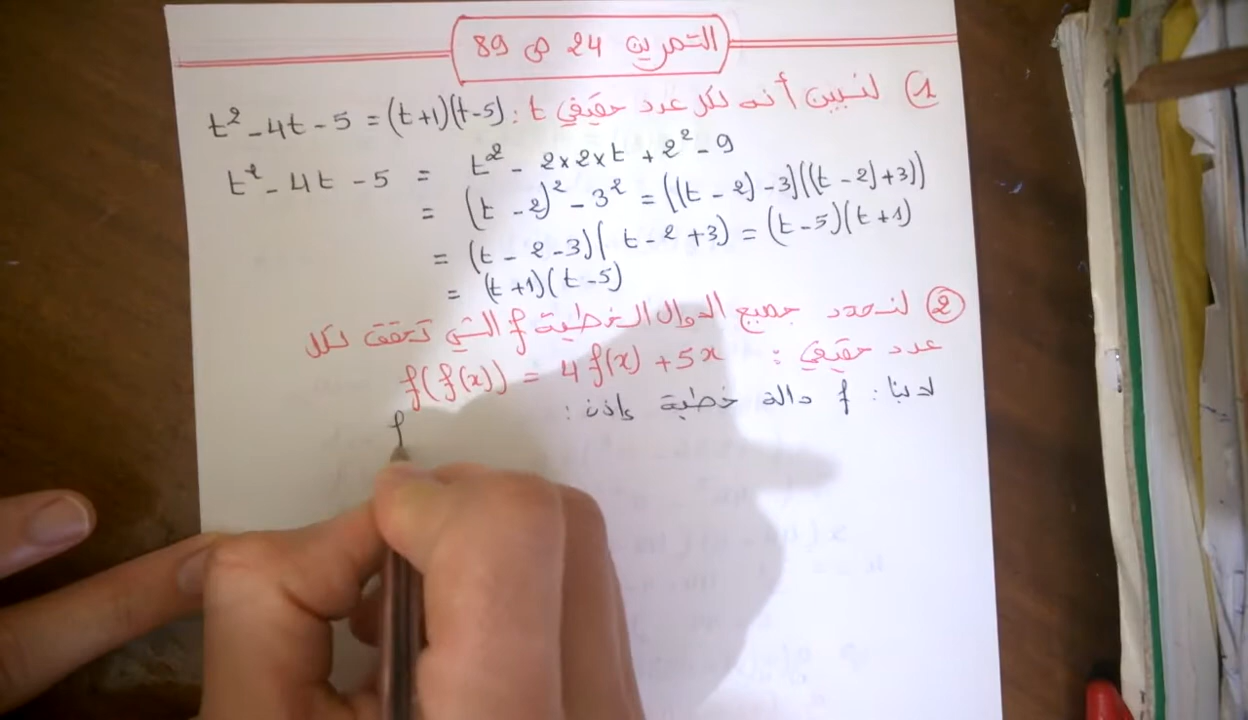 التمرين 24 ص 89
1 لنبين أنه لكل عدد حقيقي t : t² - 4t - 5 = (t+1)(t-5)
t² - 4t - 5 = t² - 2×2×t + 2² - 9
= (t - 2)² - 3² = ((t - 2) - 3)((t - 2) + 3))
= (t - 2 - 3)(t - 2 + 3) = (t - 5)(t + 1)
= (t + 1)(t - 5)
2 لنحدد جميع الدوال الخطية f التي تحقق لكل
عدد حقيقي : f(f(x)) = 4f(x) + 5x
لدينا : f دالة خطية إذن :
f